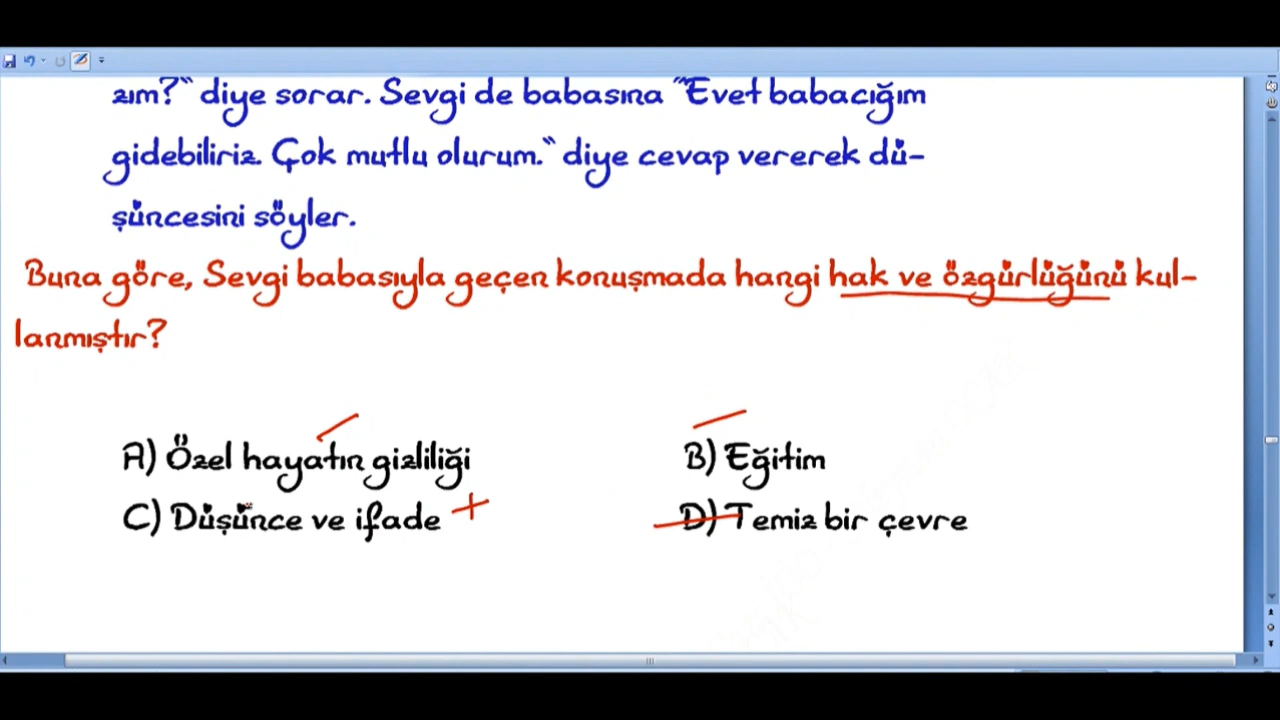 zım?" diye sorar. Sevgi de babasına "Evet babacığım
gidebiliriz. Çok mutlu olurum." diye cevap vererek dü-
şüncesini söyler.
Buna göre, Sevgi babasıyla geçen konuşmada hangi hak ve özgürlüğünü kul-
lanmıştır?
A) Özel hayatın gizliliği
B) Eğitim
C) Düşünce ve ifade
D) Temiz bir çevre